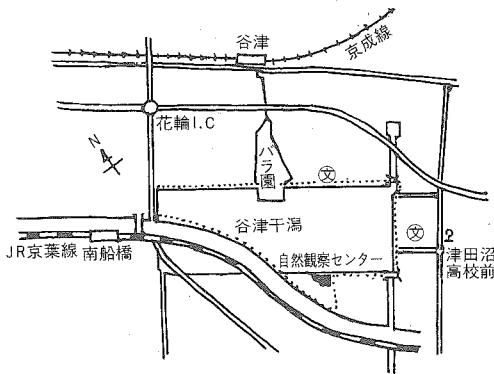 谷津
京成線
花輪I.C
N
バラ園
文
谷津干潟
文
2
JR京葉線
南船橋
自然観察センター
津田沼
高校前